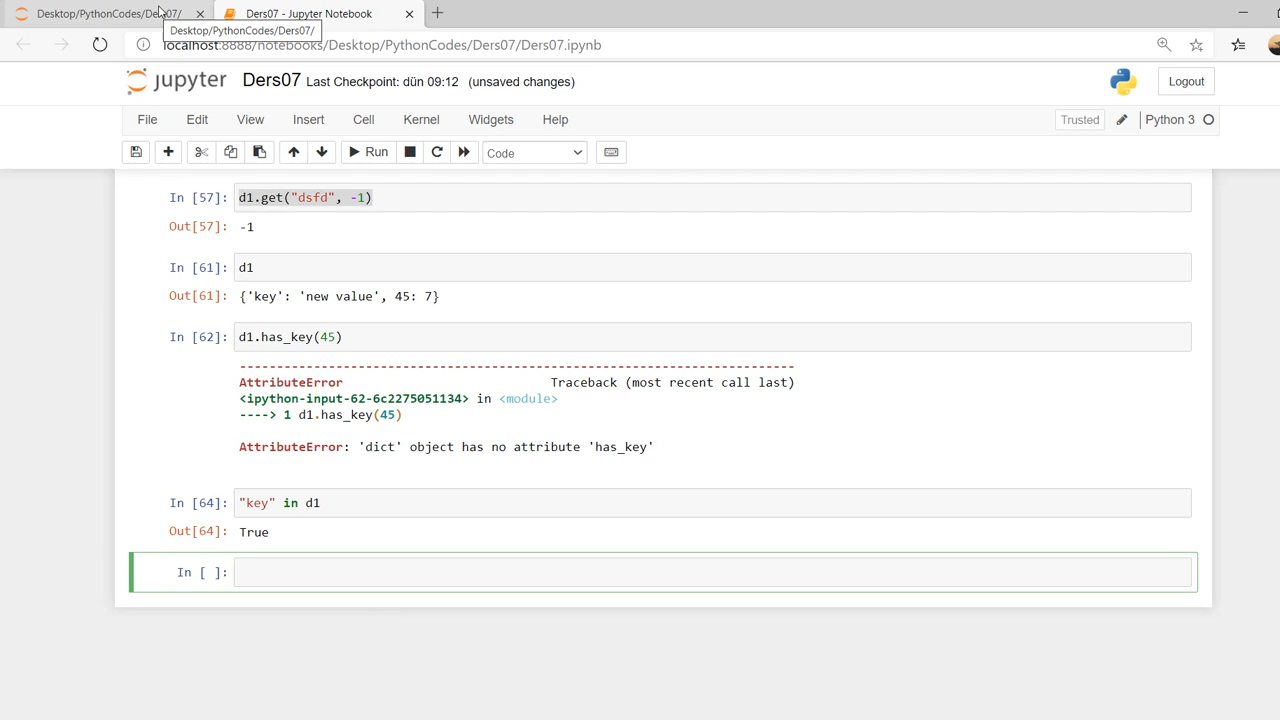 Desktop/PythonCodes/Ders07/
Ders07 - Jupyter Notebook
Desktop/PythonCodes/Ders07/
localhost:8888/notebooks/Desktop/PythonCodes/Ders07/Ders07.ipynb
jupyter Ders07 Last Checkpoint: dün 09:12 (unsaved changes)
Logout
File Edit View Insert Cell Kernel Widgets Help
Trusted
Python 3
Run
Code
In [57]: d1.get("dsfd", -1)
Out[57]: -1
In [61]: d1
Out[61]: {'key': 'new value', 45: 7}
In [62]: d1.has_key(45)
---------------------------------------------------------------------------
AttributeError Traceback (most recent call last)
<ipython-input-62-6c2275051134> in <module>
----> 1 d1.has_key(45)
AttributeError: 'dict' object has no attribute 'has_key'
In [64]: "key" in d1
Out[64]: True
In [ ]: